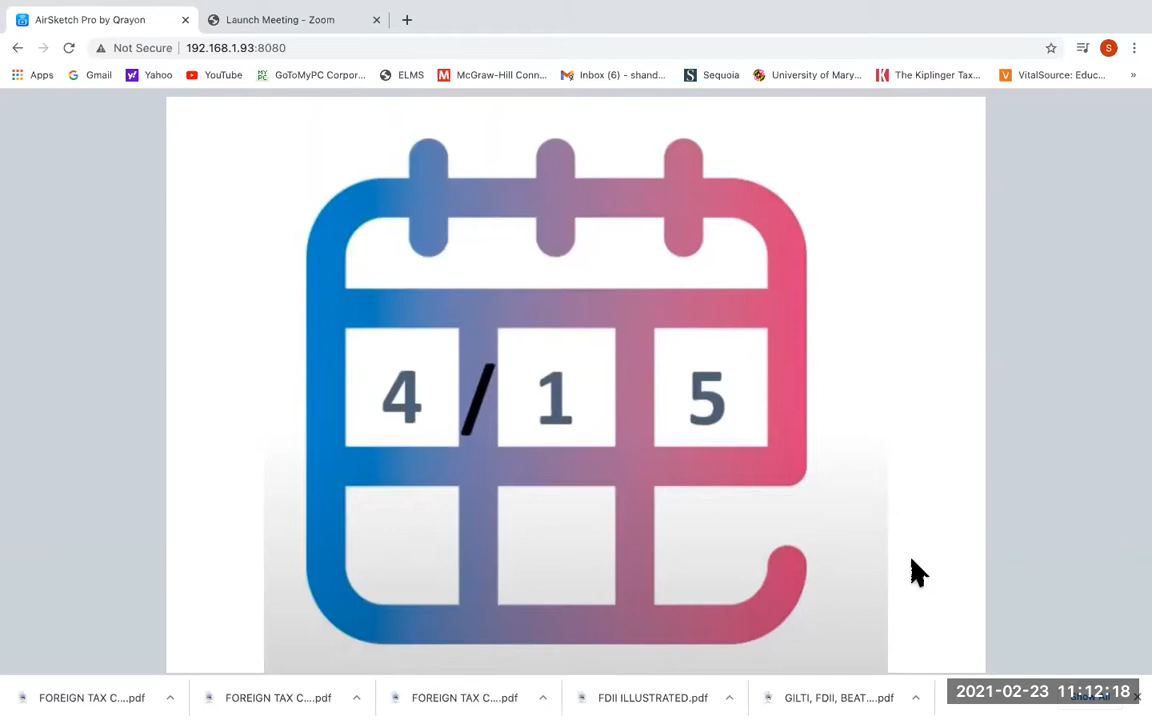 AirSketch Pro by Qrayon
Launch Meeting - Zoom
Not Secure
192.168.1.93:8080
S
Apps
Gmail
Yahoo
YouTube
GoToMyPC Corpor...
ELMS
McGraw-Hill Conn...
Inbox (6) - shand...
Sequoia
University of Mary...
The Kiplinger Tax...
VitalSource: Educ...
»
4/15
FOREIGN TAX C....pdf
FOREIGN TAX C....pdf
FOREIGN TAX C....pdf
FDII ILLUSTRATED.pdf
GILTI, FDII, BEAT....pdf
2021-02-23 11:12:18